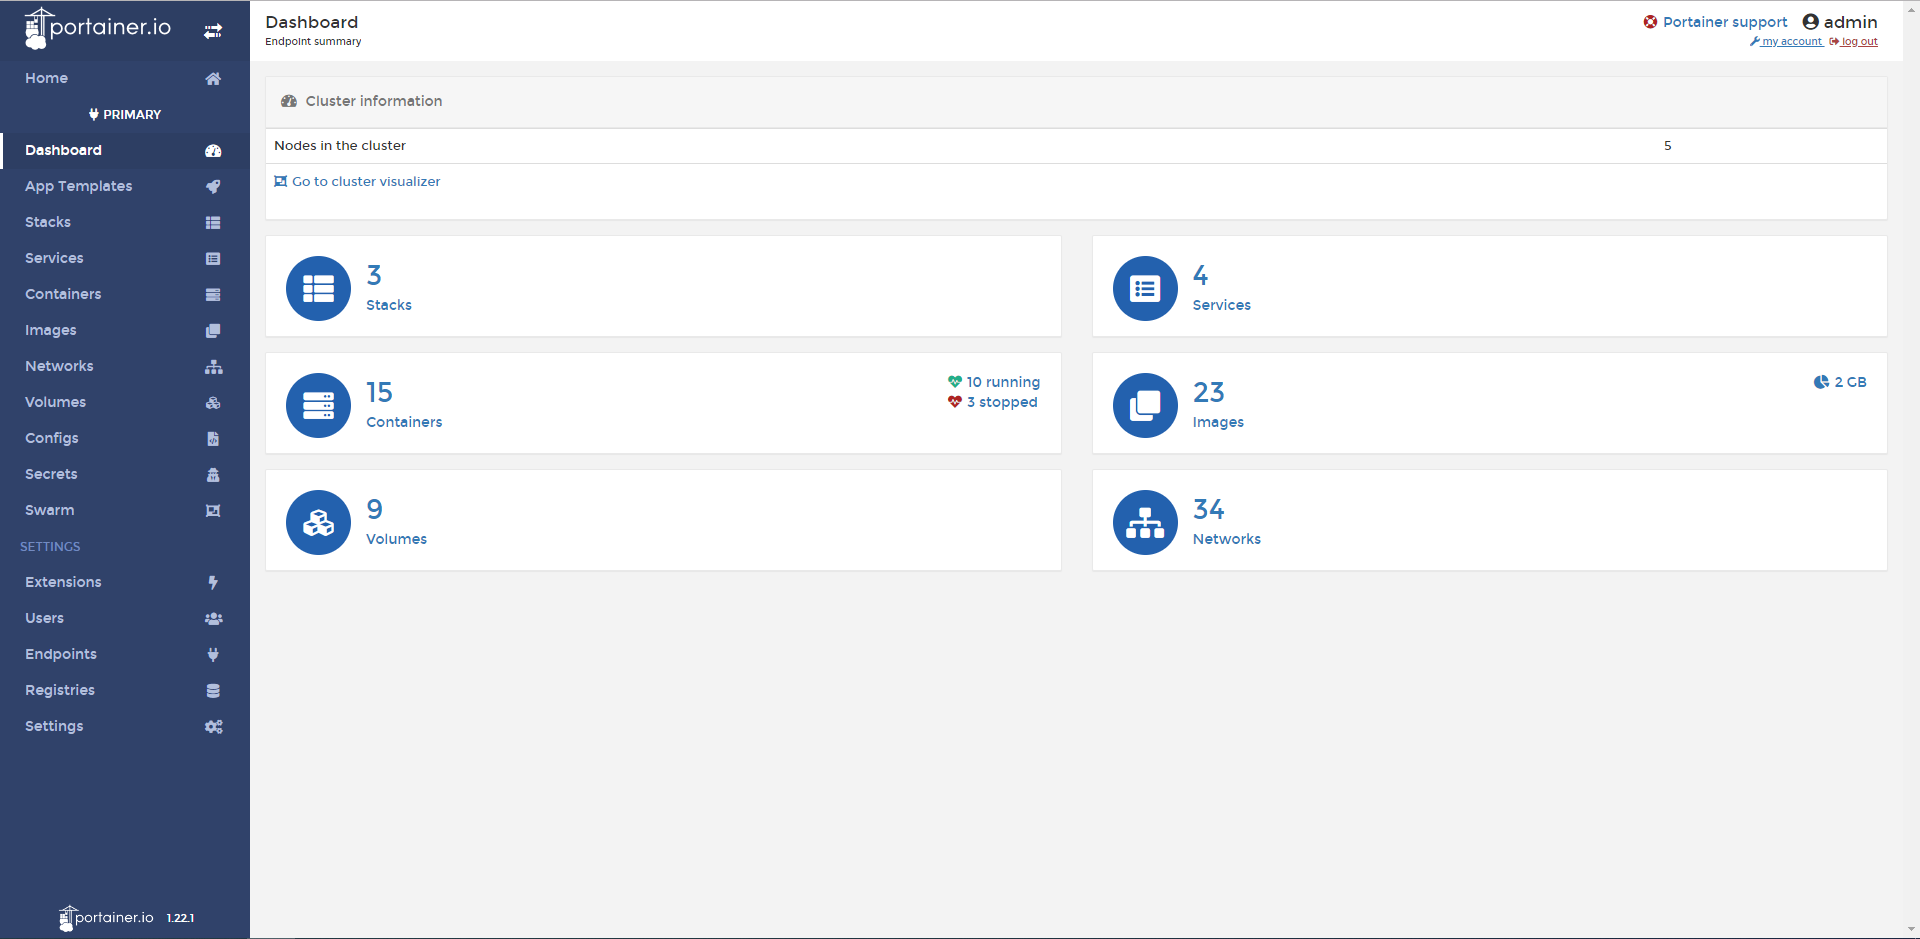 portainer.io
Home
PRIMARY
Dashboard
App Templates
Stacks
Services
Containers
Images
Networks
Volumes
Configs
Secrets
Swarm
SETTINGS
Extensions
Users
Endpoints
Registries
Settings
portainer.io 1.22.1
Dashboard
Endpoint summary
Portainer support admin
my account log out
Cluster information
Nodes in the cluster 5
Go to cluster visualizer
3
Stacks
4
Services
15
Containers
10 running
3 stopped
23
Images
2 GB
9
Volumes
34
Networks